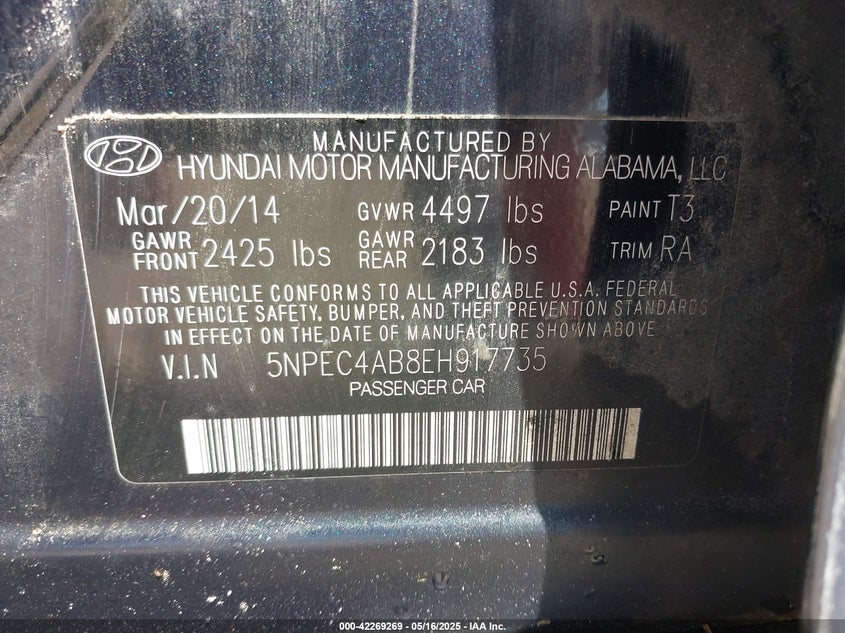 MANUFACTURED BY
HYUNDAI MOTOR MANUFACTURING ALABAMA, LLC
Mar/20/14 GVWR 4497 lbs PAINT T3
GAWR FRONT 2425 lbs GAWR REAR 2183 lbs TRIM RA
THIS VEHICLE CONFORMS TO ALL APPLICABLE U.S.A. FEDERAL
MOTOR VEHICLE SAFETY, BUMPER, AND THEFT PREVENTION STANDARDS
IN EFFECT ON THE DATE OF MANUFACTURE SHOWN ABOVE
V.I.N 5NPEC4AB8EH917735
PASSENGER CAR
000-42269269 - 05/16/2025 - IAA Inc.